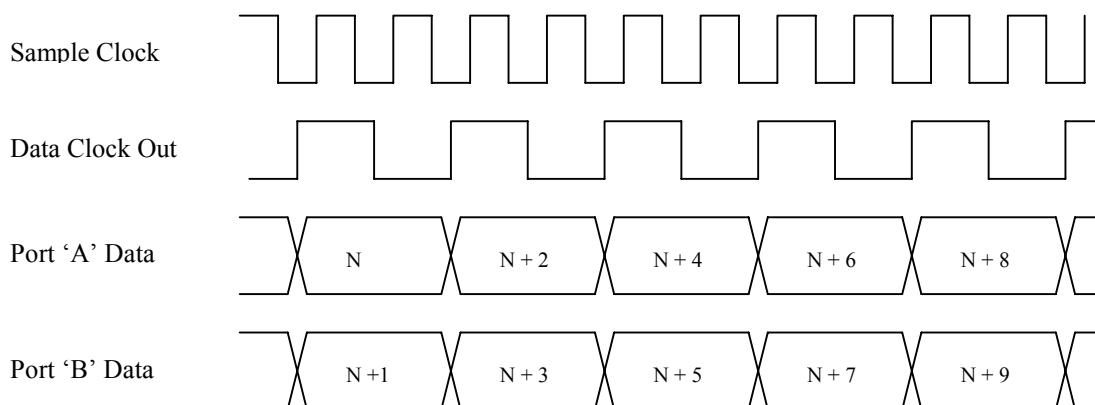 Sample Clock
Data Clock Out
Port ‘A’ Data
N
N + 2
N + 4
N + 6
N + 8
Port ‘B’ Data
N +1
N + 3
N + 5
N + 7
N + 9